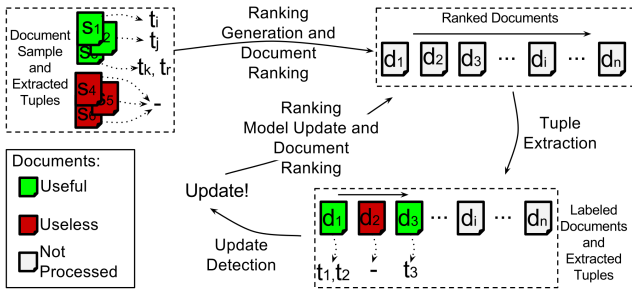 Document
Sample
and
Extracted
Tuples
s1
2
s3
s4
s5
s6
ti
tj
tk, tr
-
Ranking
Generation and
Document
Ranking
Ranked Documents
d1 d2 d3 ... di ... dn
Tuple
Extraction
Ranking
Model Update and
Document
Ranking
Update!
Update
Detection
d1 d2 d3 ... di ... dn
t1,t2 - t3
Labeled
Documents
and
Extracted
Tuples
Documents:
Useful
Useless
Not
Processed